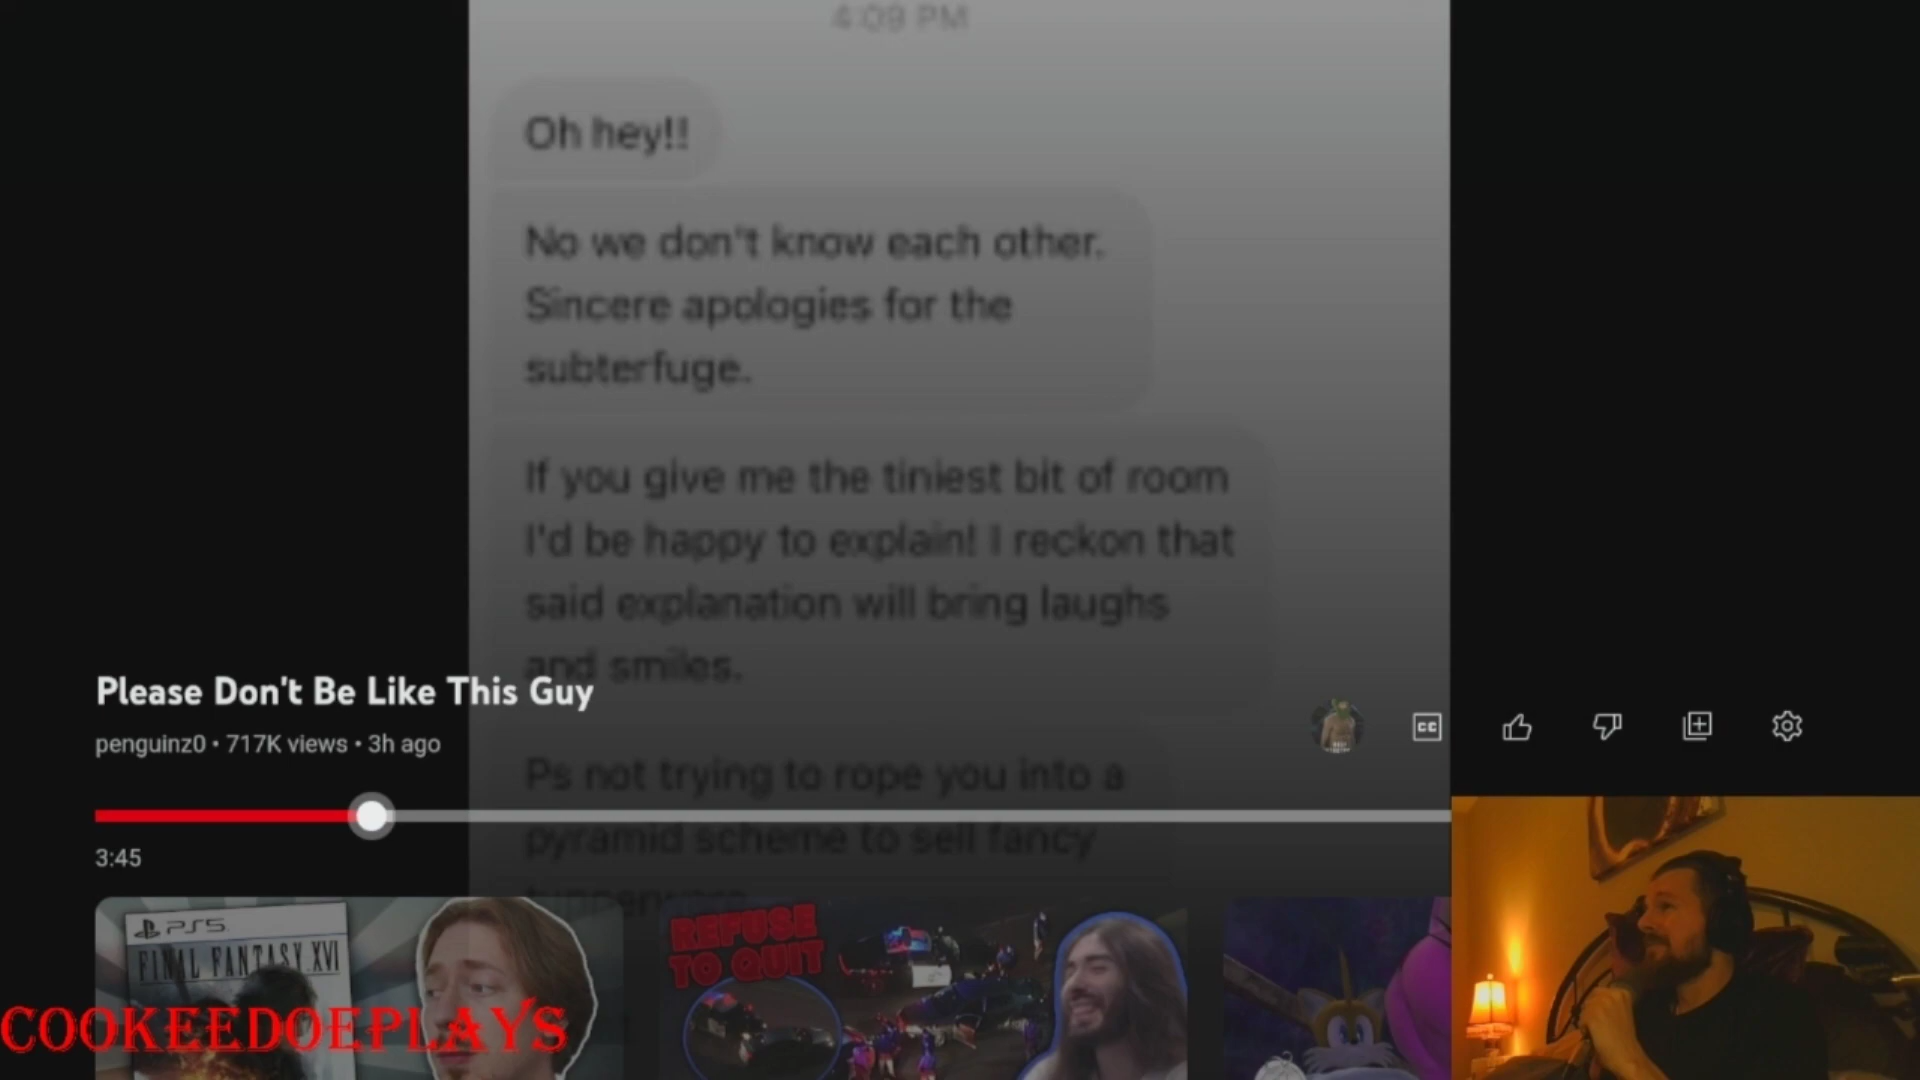 4:09 PM
Oh hey!!
No we don't know each other.
Sincere apologies for the
subterfuge.
If you give me the tiniest bit of room
I'd be happy to explain! I reckon that
said explanation will bring laughs
and smiles.
Please Don't Be Like This Guy
penguinz0 • 717K views • 3h ago
CC
Ps not trying to rope you into a
pyramid scheme to sell fancy
3:45
PS5
FINAL FANTASY XVI
REFUSE
TO QUIT
COOKEEDOEPLAYS